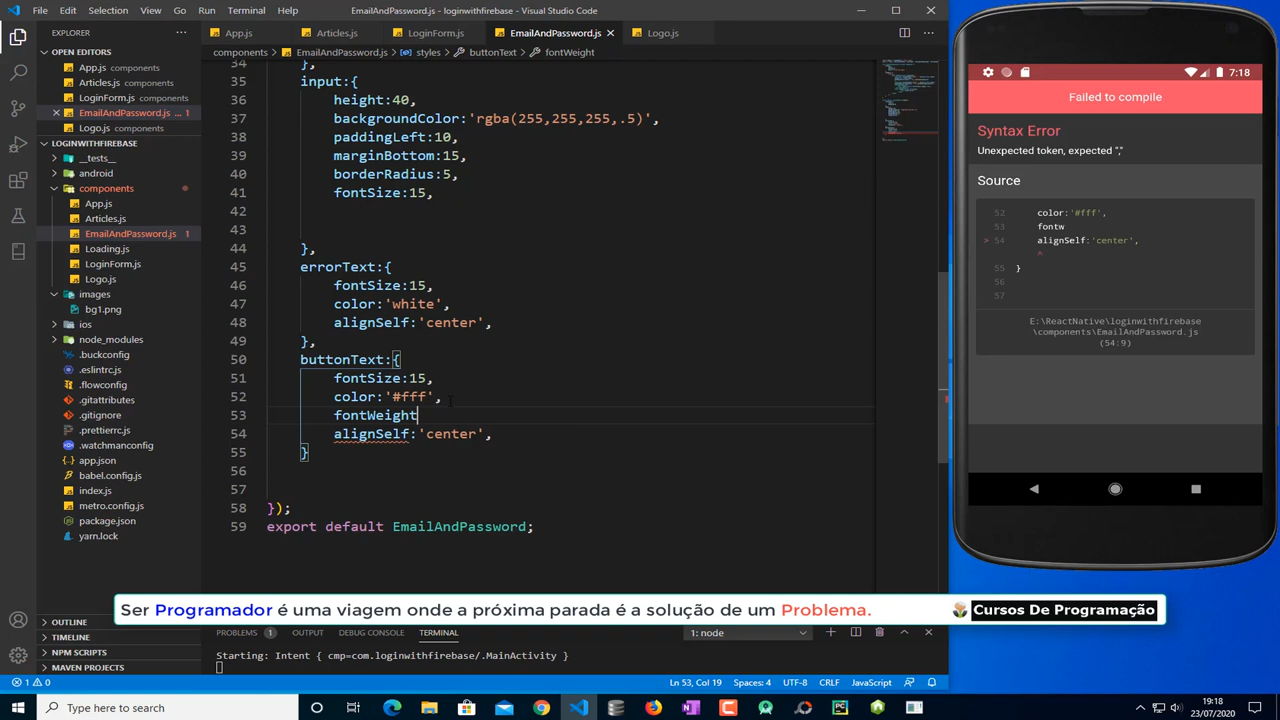 File Edit Selection View Go Run Terminal Help
EmailAndPassword.js - loginwithfirebase - Visual Studio Code
EXPLORER
OPEN EDITORS
App.js components
Articles.js components
LoginForm.js components
EmailAndPassword.js ... 1
Logo.js components
LOGINWITHFIREBASE
__tests__
android
components
App.js
Articles.js
EmailAndPassword.js 1
Loading.js
LoginForm.js
Logo.js
images
bg1.png
ios
node_modules
.buckconfig
.eslintrc.js
.flowconfig
.gitattributes
.gitignore
.prettierrc.js
.watchmanconfig
app.json
babel.config.js
index.js
metro.config.js
package.json
yarn.lock
OUTLINE
TIMELINE
NPM SCRIPTS
MAVEN PROJECTS
App.js Articles.js LoginForm.js EmailAndPassword.js Logo.js
components > EmailAndPassword.js > styles > buttonText > fontWeight
34 },
35 input:{
36 height:40,
37 backgroundColor:'rgba(255,255,255,.5)',
38 paddingLeft:10,
39 marginBottom:15,
40 borderRadius:5,
41 fontSize:15,
42
43
44 },
45 errorText:{
46 fontSize:15,
47 color:'white',
48 alignSelf:'center',
49 },
50 buttonText:{
51 fontSize:15,
52 color:'#fff',
53 fontWeight
54 alignSelf:'center',
55 }
56
57
58 });
59 export default EmailAndPassword;
7:18
Failed to compile
Syntax Error
Unexpected token, expected ","
Source
52 color:'#fff',
53 fontw
> 54 alignSelf:'center',
^
55 }
56
57
E:\ReactNative\loginwithfirebase
\components\EmailAndPassword.js
(54:9)
Ser Programador é uma viagem onde a próxima parada é a solução de um Problema.
Cursos De Programação
PROBLEMS 1 OUTPUT DEBUG CONSOLE TERMINAL 1: node
Starting: Intent { cmp=com.loginwithfirebase/.MainActivity }
1 0
Ln 53, Col 19 Spaces: 4 UTF-8 CRLF JavaScript
Type here to search
19:18
23/07/2020